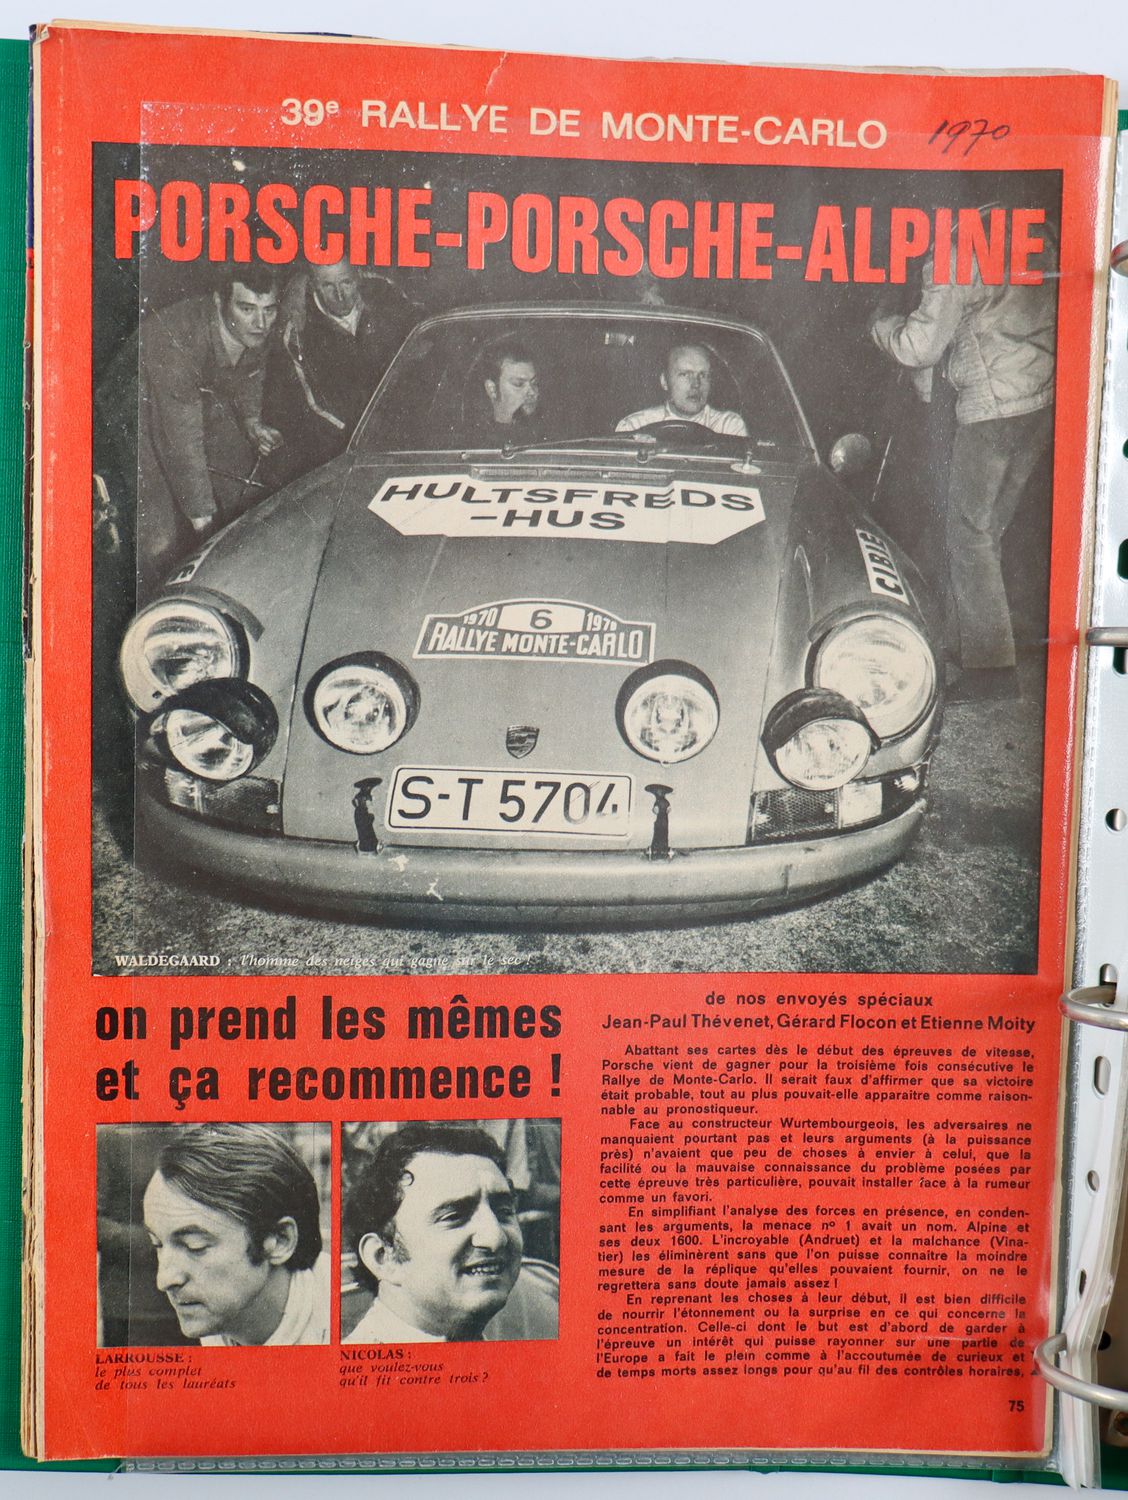 39e RALLYE DE MONTE-CARLO 1970
PORSCHE-PORSCHE-ALPINE
HULTSFREDS
-HUS
CIBIE
1970 6 1970
RALLYE MONTE-CARLO
S-T 5704
WALDEGAARD : l'homme des neiges qui gagne sur le sec !
on prend les mêmes
et ça recommence !
de nos envoyés spéciaux
Jean-Paul Thévenet, Gérard Flocon et Etienne Moity
Abattant ses cartes dès le début des épreuves de vitesse,
Porsche vient de gagner pour la troisième fois consécutive le
Rallye de Monte-Carlo. Il serait faux d'affirmer que sa victoire
était probable, tout au plus pouvait-elle apparaitre comme raison-
nable au pronostiqueur.
Face au constructeur Wurtembourgeois, les adversaires ne
manquaient pourtant pas et leurs arguments (à la puissance
près) n'avaient que peu de choses à envier à celui, que la
facilité ou la mauvaise connaissance du problème posées par
cette épreuve très particulière, pouvait installer face à la rumeur
comme un favori.
En simplifiant l'analyse des forces en présence, en conden-
sant les arguments, la menace nº 1 avait un nom. Alpine et
ses deux 1600. L'incroyable (Andruet) et la malchance (Vina-
tier) les éliminèrent sans que l'on puisse connaître la moindre
mesure de la réplique qu'elles pouvaient fournir, on ne le
regrettera sans doute jamais assez !
En reprenant les choses à leur début, il est bien difficile
de nourrir l'étonnement ou la surprise en ce qui concerne la
concentration. Celle-ci dont le but est d'abord de garder à
l'épreuve un intérêt qui puisse rayonner sur une partie de
l'Europe a fait le plein comme à l'accoutumée de curieux et
de temps morts assez longs pour qu'au fil des contrôles horaires,
LARROUSSE :
le plus complet
de tous les lauréats
NICOLAS :
que voulez-vous
qu'il fit contre trois ?
75